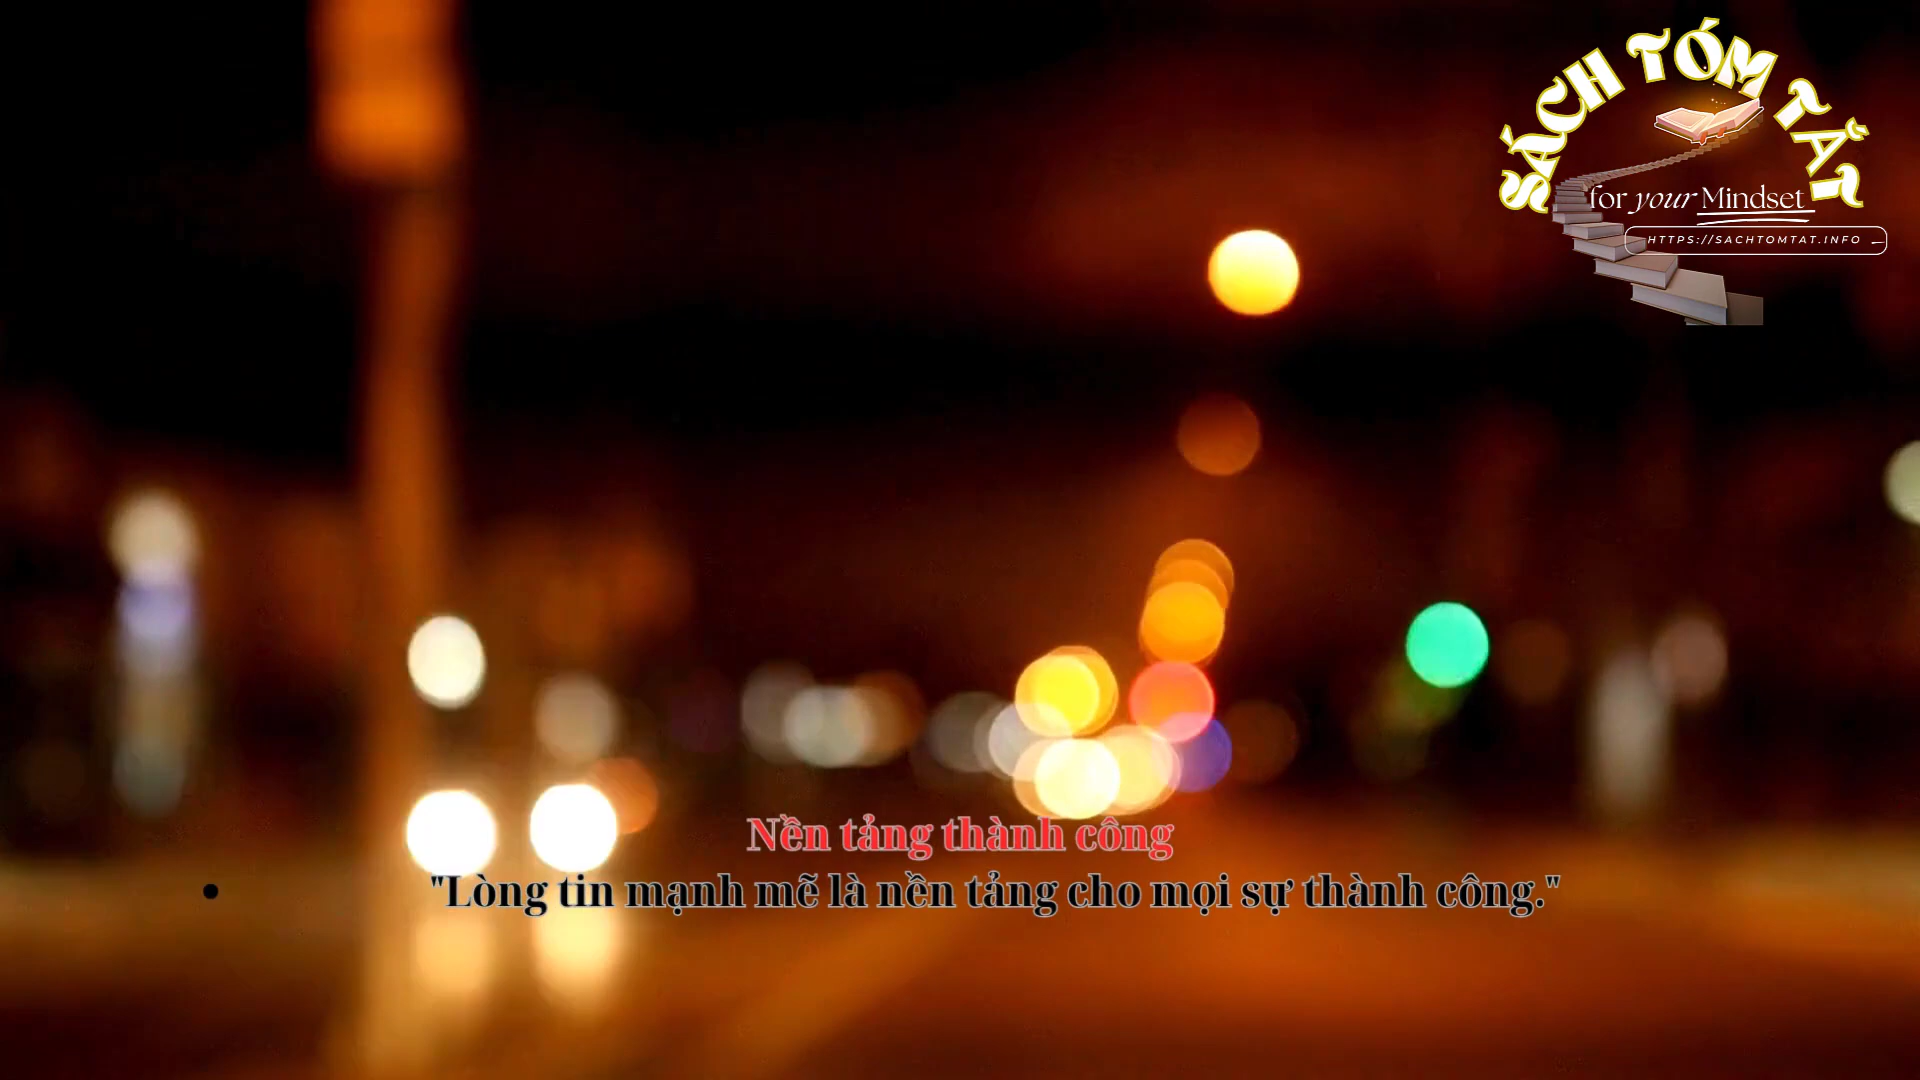 SÁCH TÓM TẮT
for your Mindset
HTTPS://SACHTOMTAT.INFO
Nền tảng thành công
• "Lòng tin mạnh mẽ là nền tảng cho mọi sự thành công."